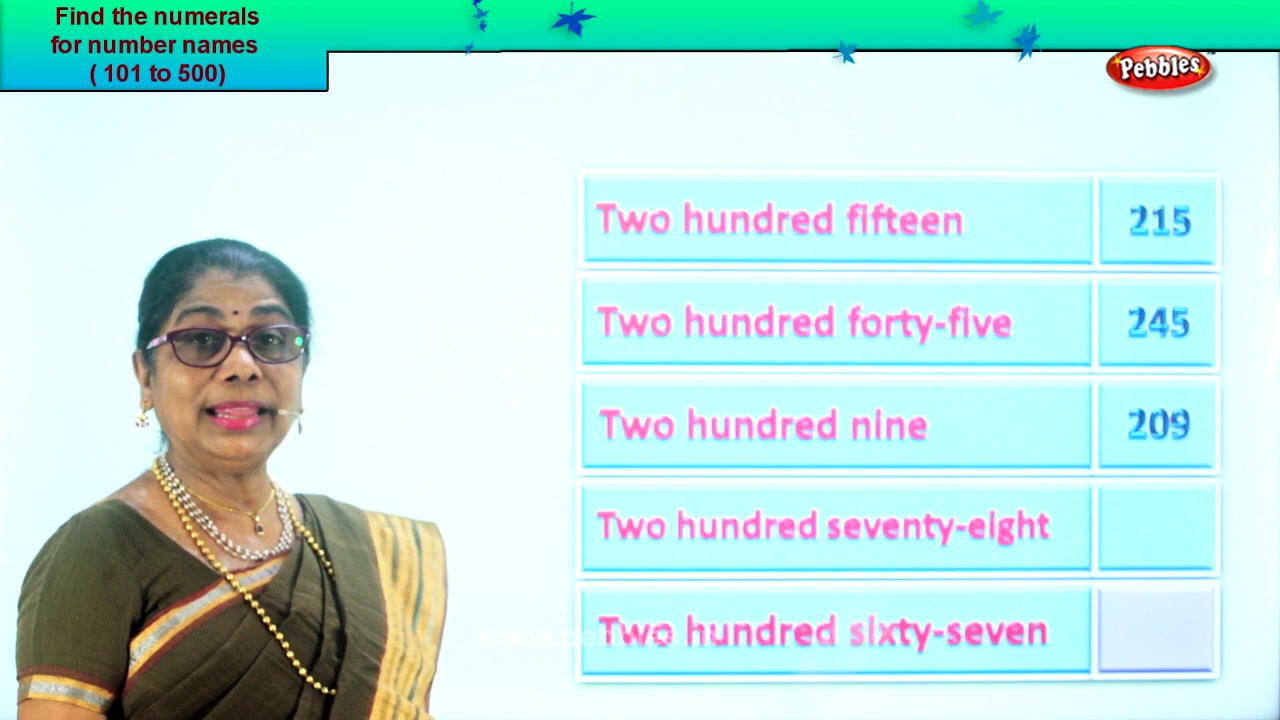 Find the numerals
for number names
( 101 to 500)
Pebbles
Two hundred fifteen 215
Two hundred forty-five 245
Two hundred nine 209
Two hundred seventy-eight
Two hundred sixty-seven